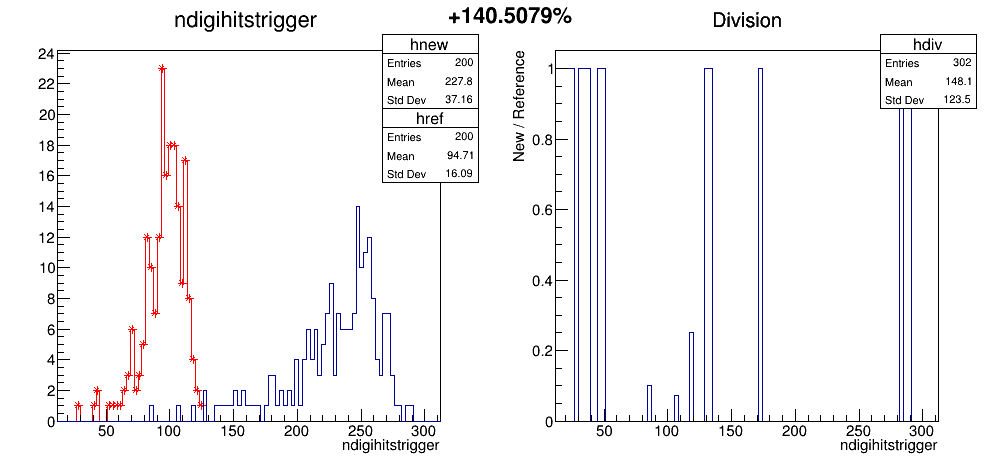 +140.5079%
ndigihitstrigger
hnew
Entries 200
Mean 227.8
Std Dev 37.16
href
Entries 200
Mean 94.71
Std Dev 16.09
24
22
20
18
16
14
12
10
8
6
4
2
0
50 100 150 200 250 300
ndigihitstrigger
Division
hdiv
Entries 302
Mean 148.1
Std Dev 123.5
New / Reference
1
0.8
0.6
0.4
0.2
0
50 100 150 200 250 300
ndigihitstrigger